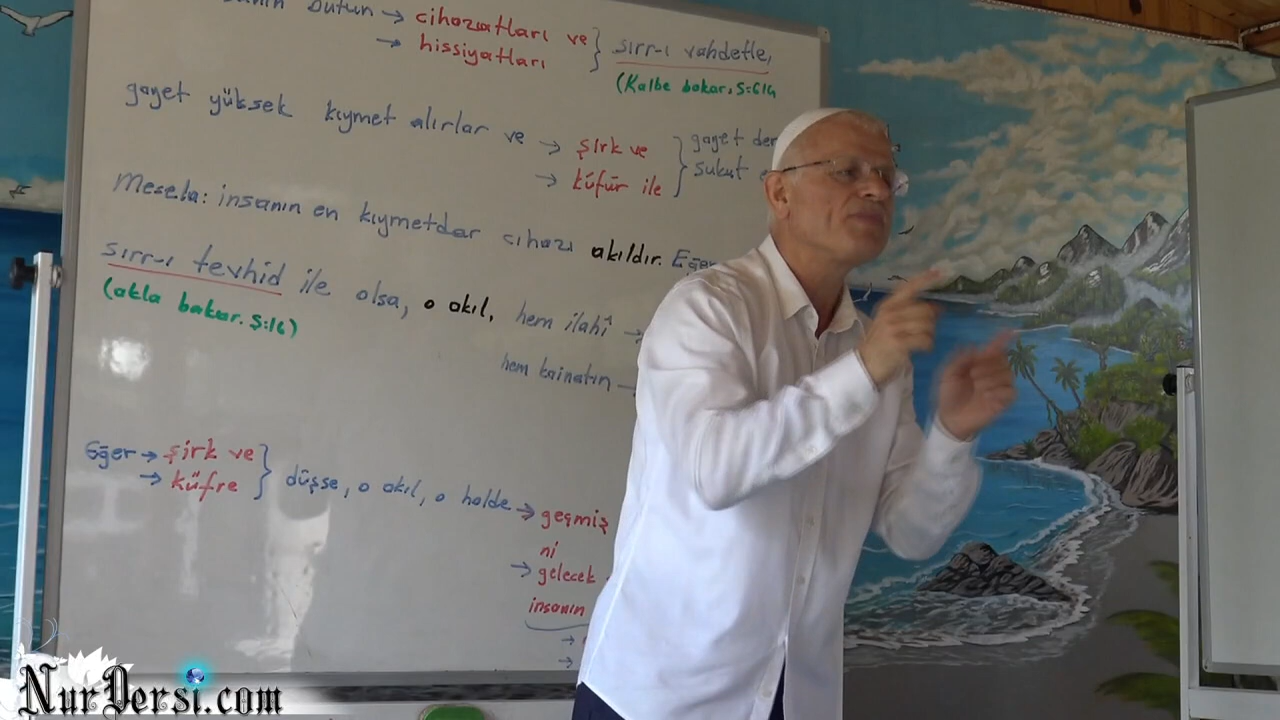 bütün → cihazatları ve
→ hissiyatları } sırr-ı vahdetle,
(Kalbe bakar. Ş:614
gayet yüksek kıymet alırlar ve → şirk ve } gayet
→ küfür ile } sukut
Mesela: insanın en kıymetdar cihazı akıldır. Eğer
sırr-ı tevhid ile olsa, o akıl, hem ilahî →
(akla bakar. Ş:16)
hem kainatın →
Eğer → şirk ve
→ küfre } düşse, o akıl, o halde → geçmiş
ni
→ gelecek
insanın
→
→
NurDersi.com